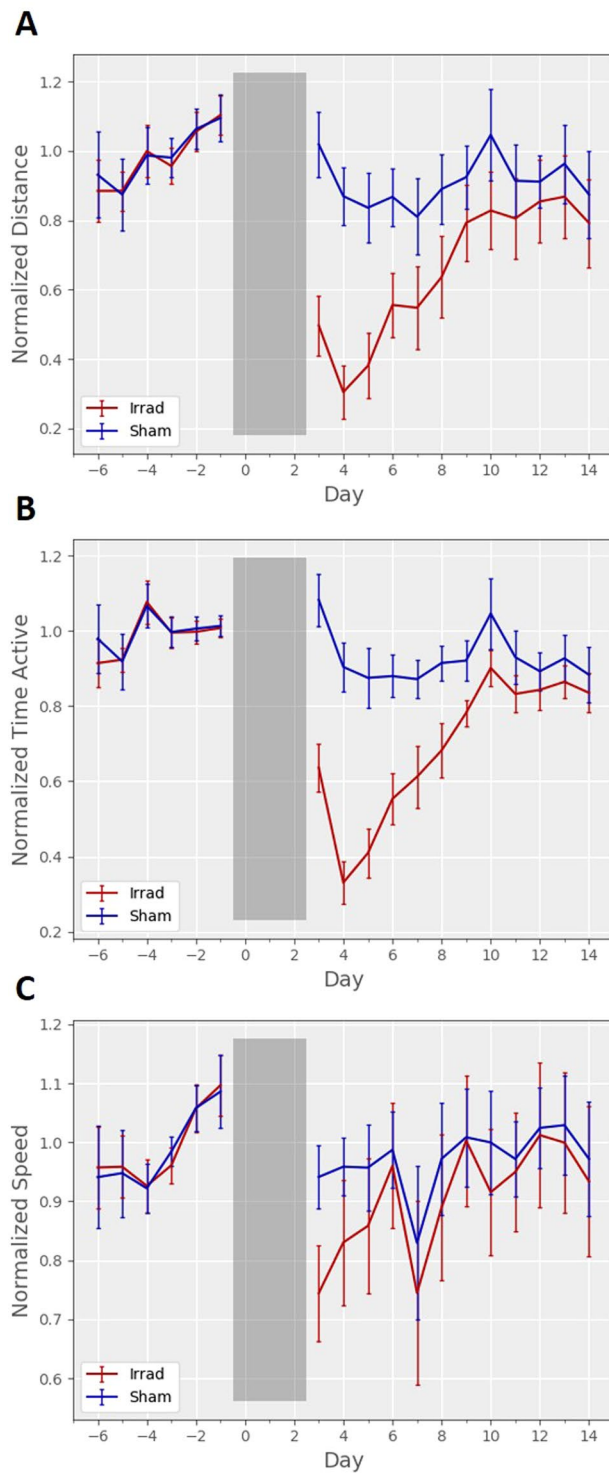 A
1.2
1.0
0.8
0.6
0.4
0.2
Normalized Distance
Irrad
Sham
−6 −4 −2 0 2 4 6 8 10 12 14
Day
B
1.2
1.0
0.8
0.6
0.4
0.2
Normalized Time Active
Irrad
Sham
−6 −4 −2 0 2 4 6 8 10 12 14
Day
C
1.2
1.1
1.0
0.9
0.8
0.7
0.6
Normalized Speed
Irrad
Sham
−6 −4 −2 0 2 4 6 8 10 12 14
Day